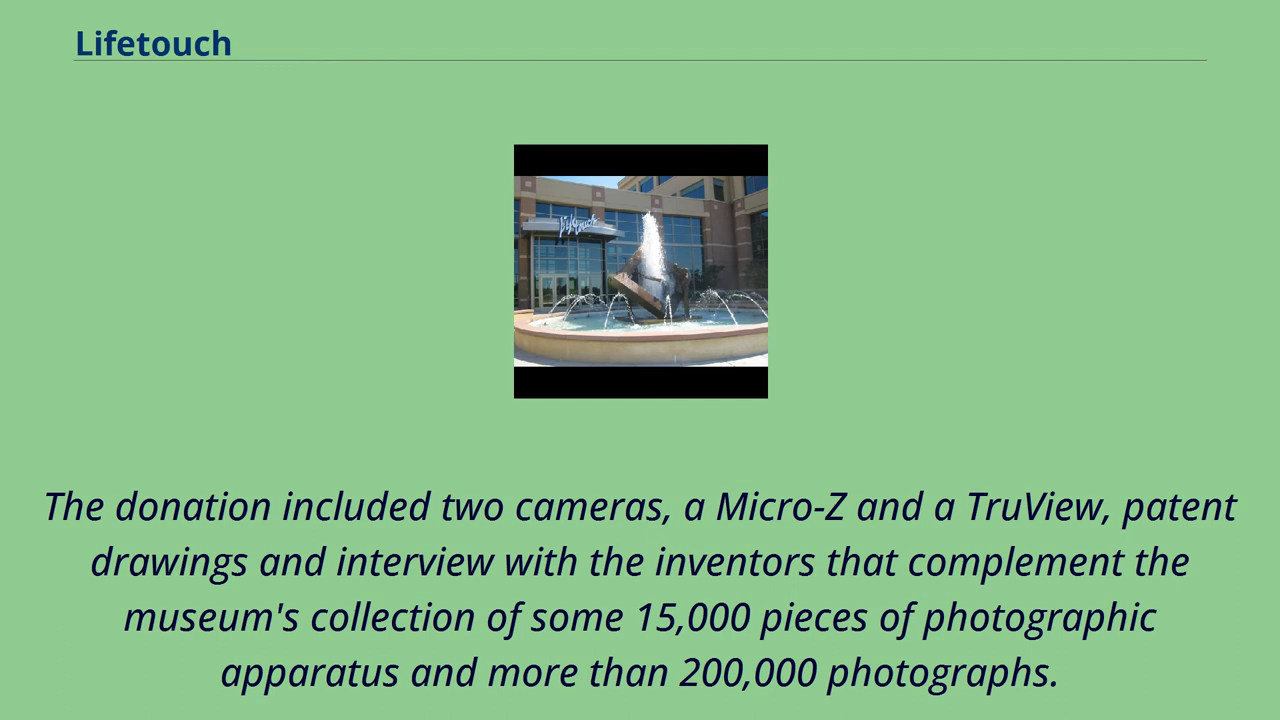 Lifetouch
Lifetouch
The donation included two cameras, a Micro-Z and a TruView, patent
drawings and interview with the inventors that complement the
museum's collection of some 15,000 pieces of photographic
apparatus and more than 200,000 photographs.